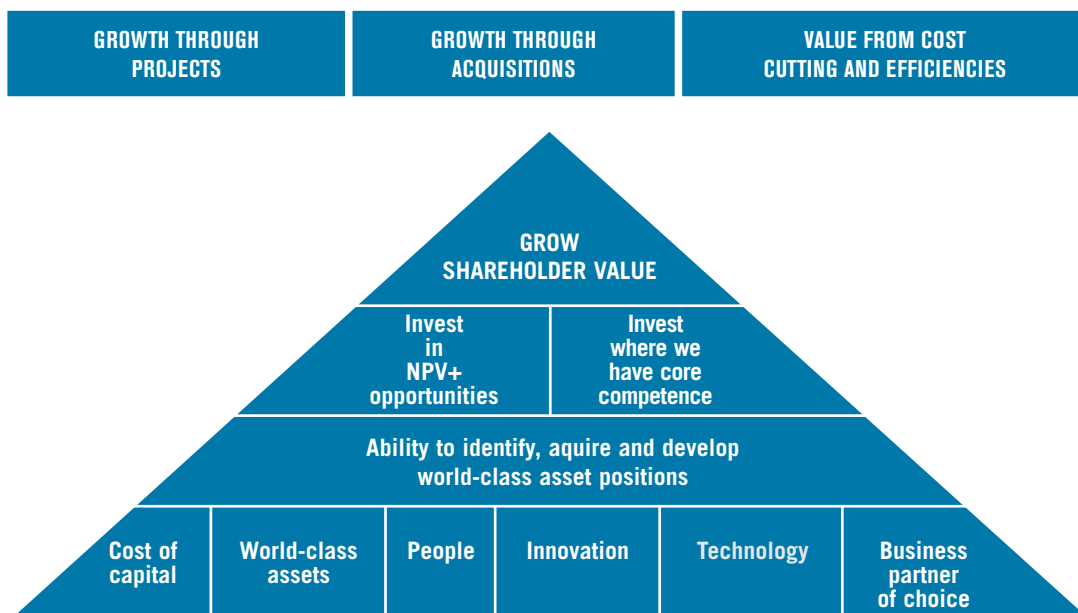 GROWTH THROUGH
PROJECTS
GROWTH THROUGH
ACQUISITIONS
VALUE FROM COST
CUTTING AND EFFICIENCIES
GROW
SHAREHOLDER VALUE
Invest
in
NPV+
opportunities
Invest
where we
have core
competence
Ability to identify, aquire and develop
world-class asset positions
Cost of
capital
World-class
assets
People
Innovation
Technology
Business
partner
of choice